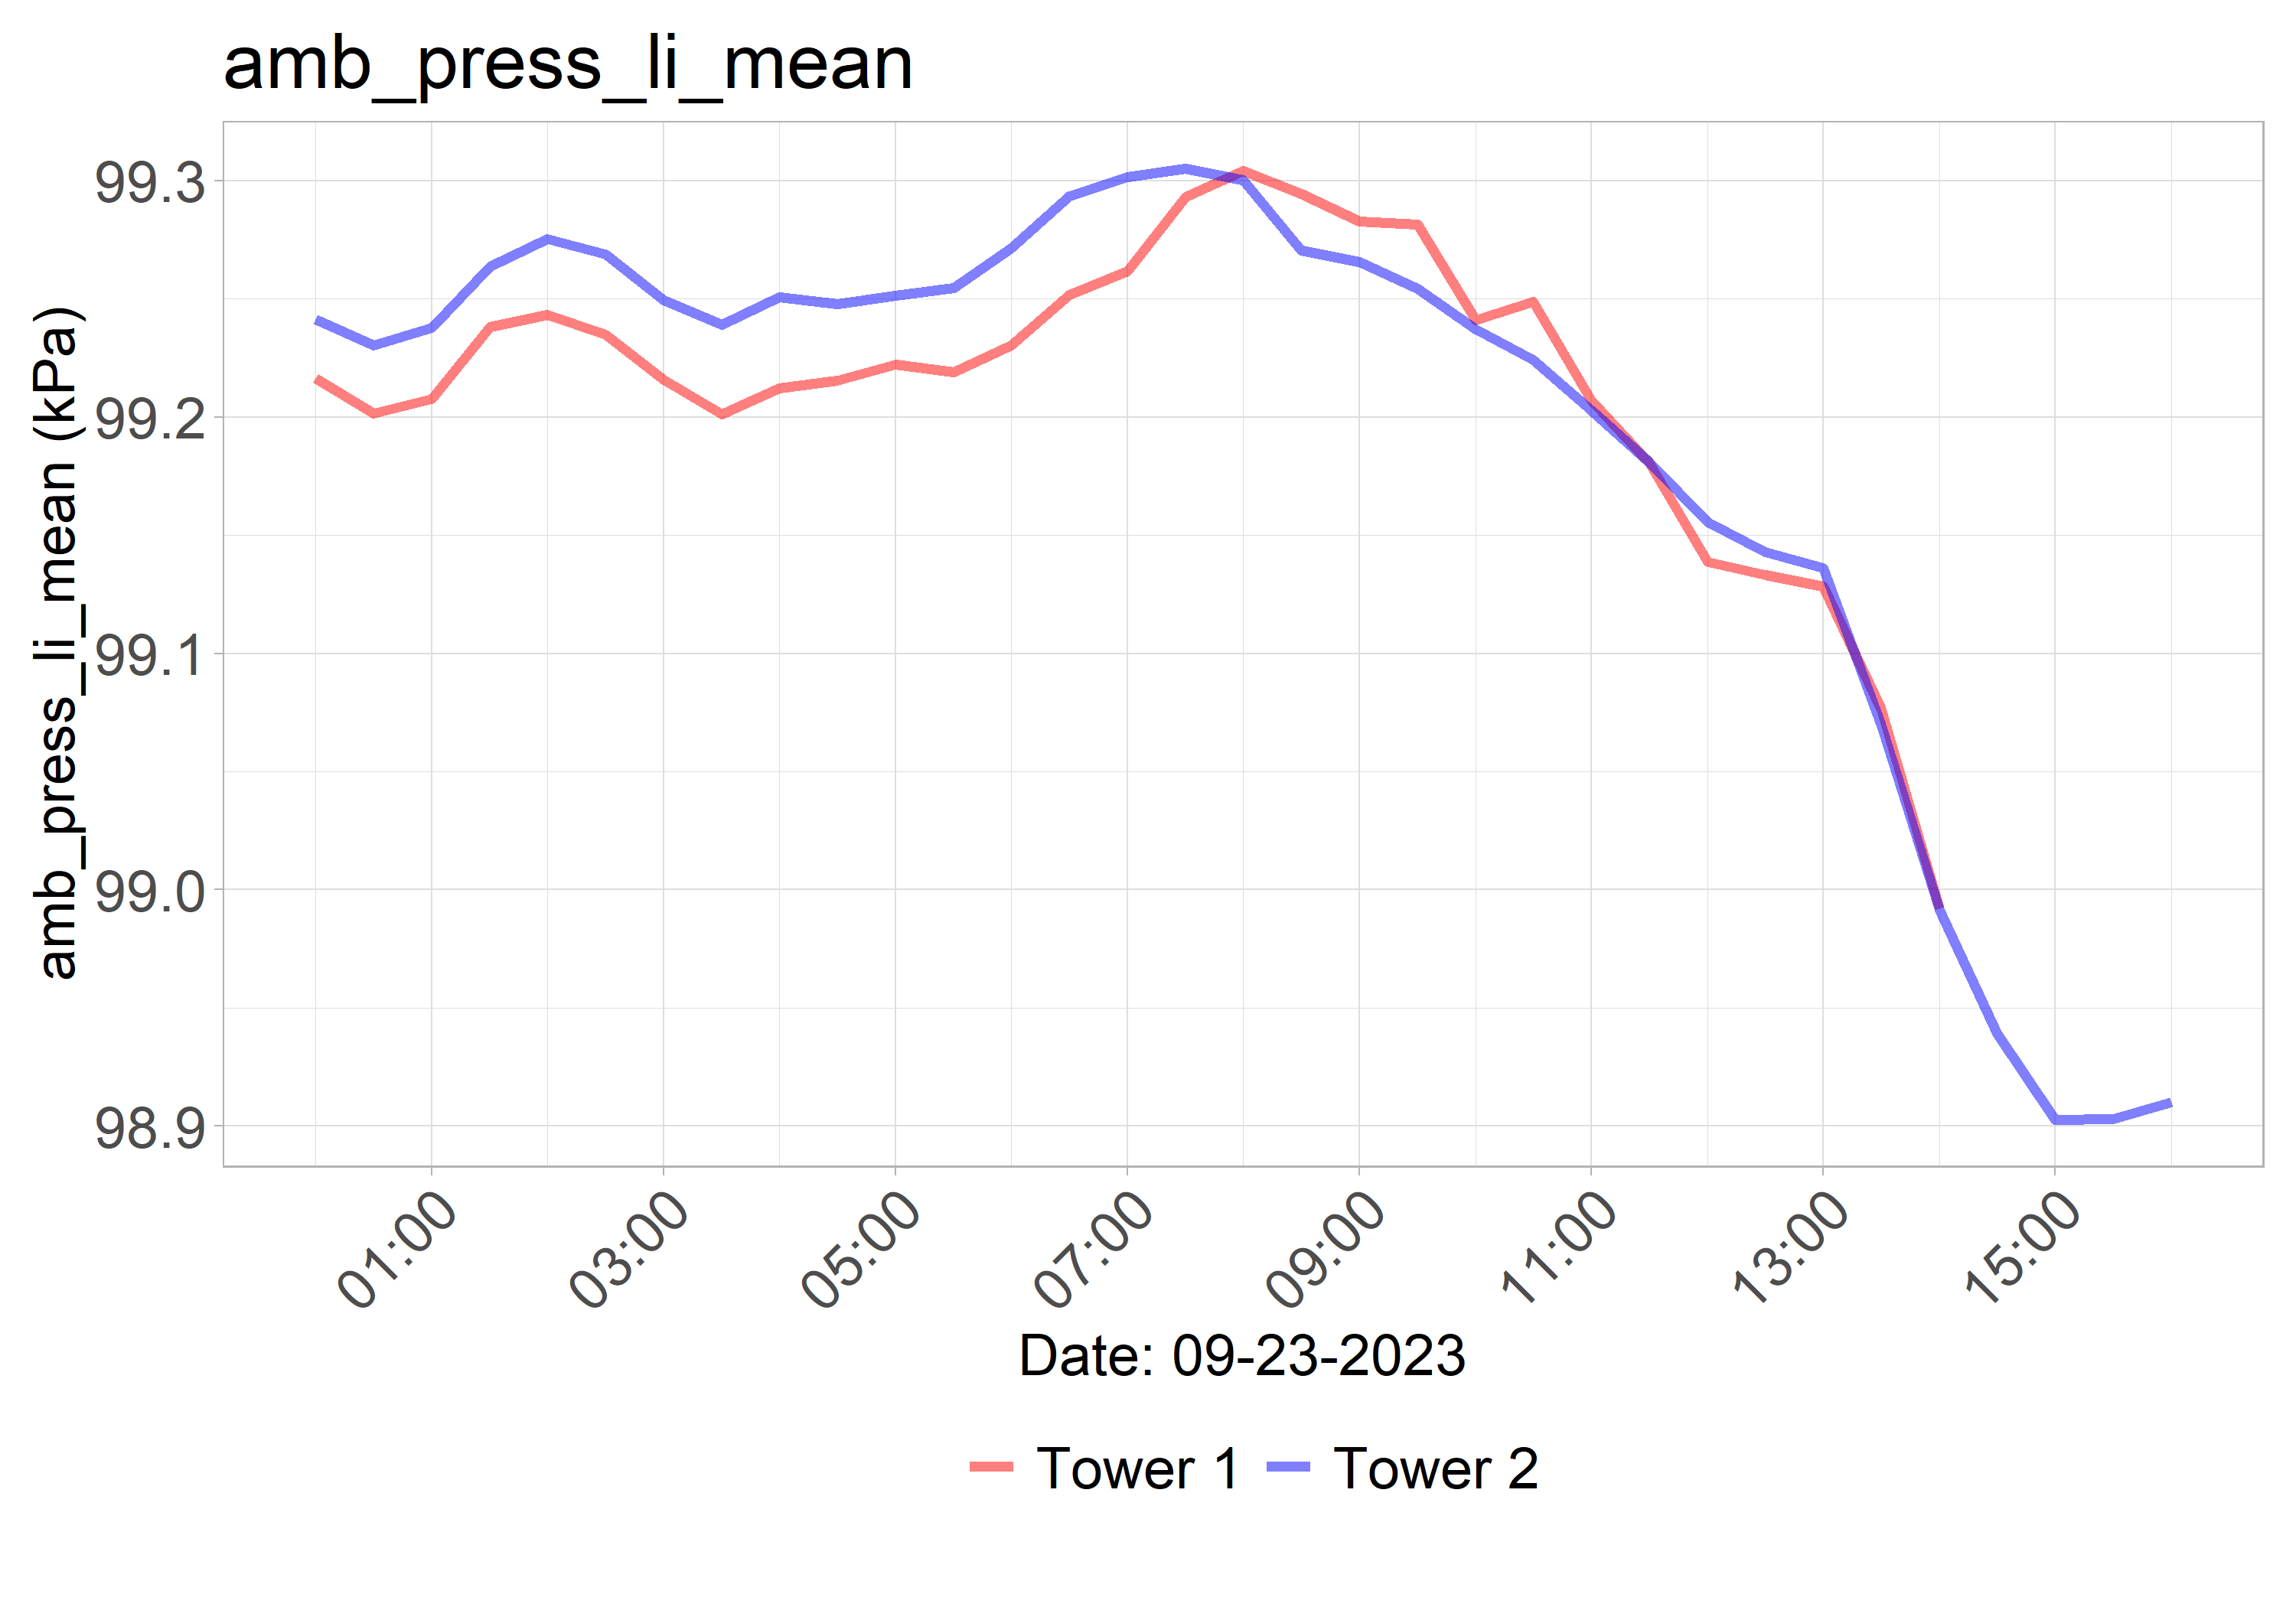 amb_press_li_mean
amb_press_li_mean (kPa)
99.3
99.2
99.1
99.0
98.9
01:00 03:00 05:00 07:00 09:00 11:00 13:00 15:00
Date: 09-23-2023
Tower 1 Tower 2